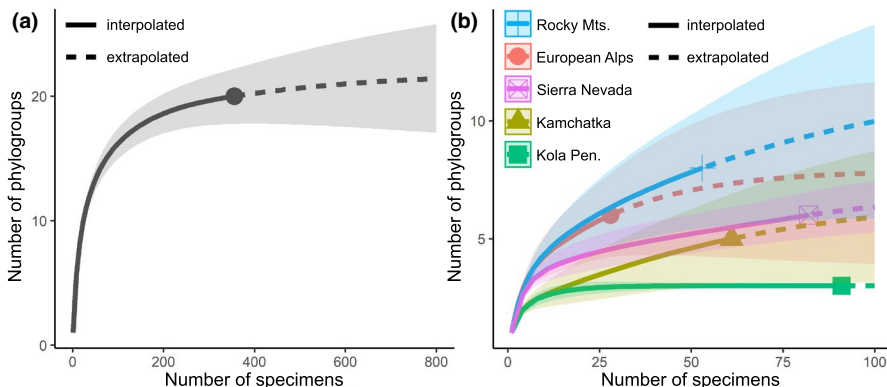 (a)
interpolated
extrapolated
Number of phylogroups
20
10
0
0
200
400
600
800
Number of specimens
(b)
Rocky Mts.
European Alps
Sierra Nevada
Kamchatka
Kola Pen.
interpolated
extrapolated
Number of phylogroups
10
5
0
25
50
75
100
Number of specimens